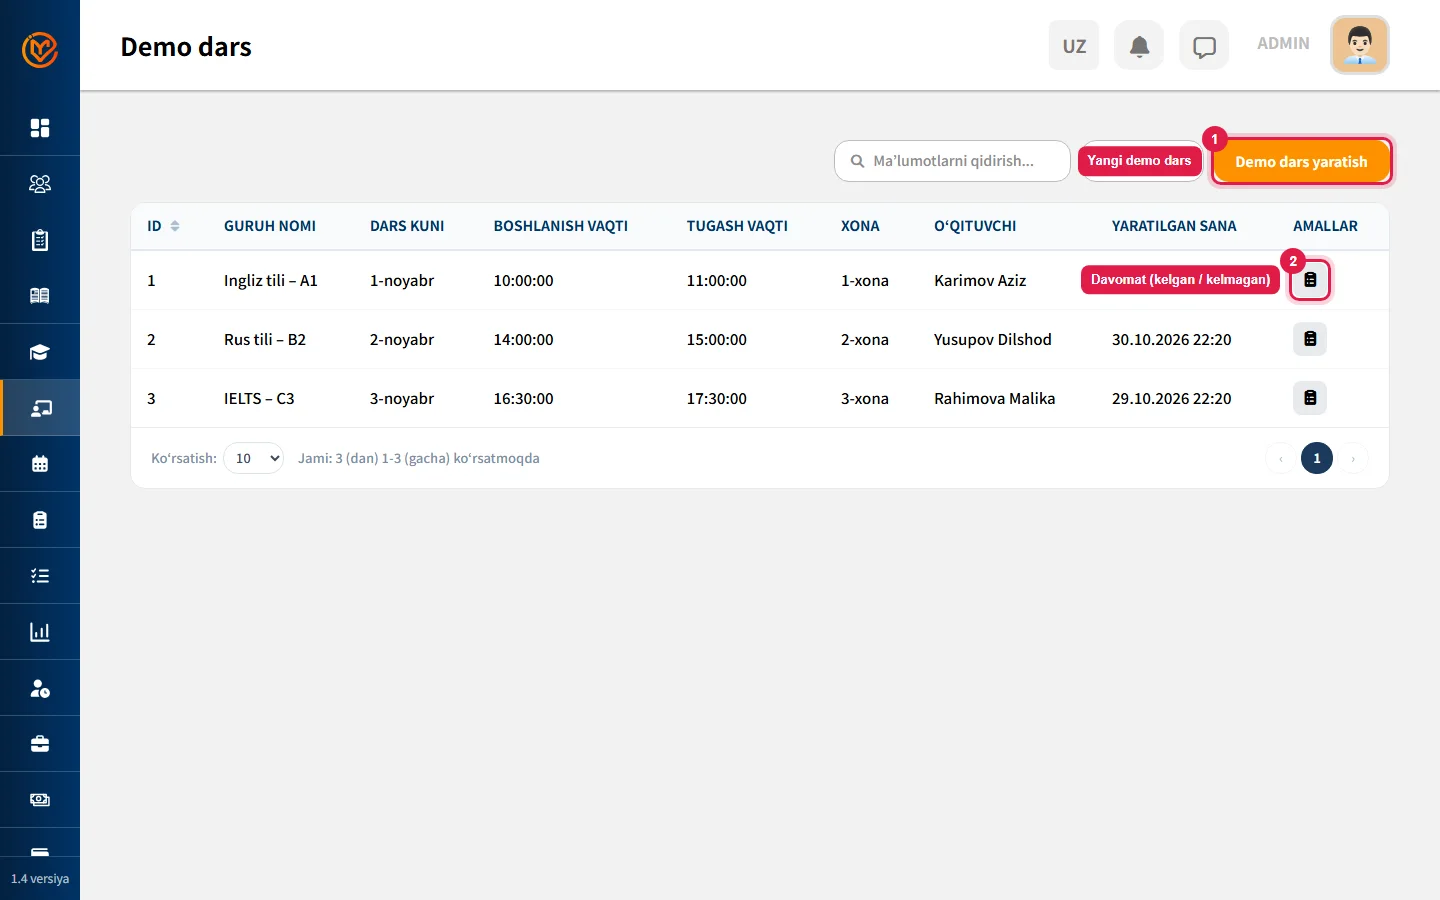 Demo dars
UZ
ADMIN
Ma’lumotlarni qidirish...
Yangi demo dars
1
Demo dars yaratish
ID GURUH NOMI DARS KUNI BOSHLANISH VAQTI TUGASH VAQTI XONA O‘QITUVCHI YARATILGAN SANA AMALLAR
1 Ingliz tili – A1 1-noyabr 10:00:00 11:00:00 1-xona Karimov Aziz Davomat (kelgan / kelmagan) 2
2 Rus tili – B2 2-noyabr 14:00:00 15:00:00 2-xona Yusupov Dilshod 30.10.2026 22:20
3 IELTS – C3 3-noyabr 16:30:00 17:30:00 3-xona Rahimova Malika 29.10.2026 22:20
Ko‘rsatish: 10 Jami: 3 (dan) 1-3 (gacha) ko‘rsatmoqda ‹ 1 ›
1.4 versiya